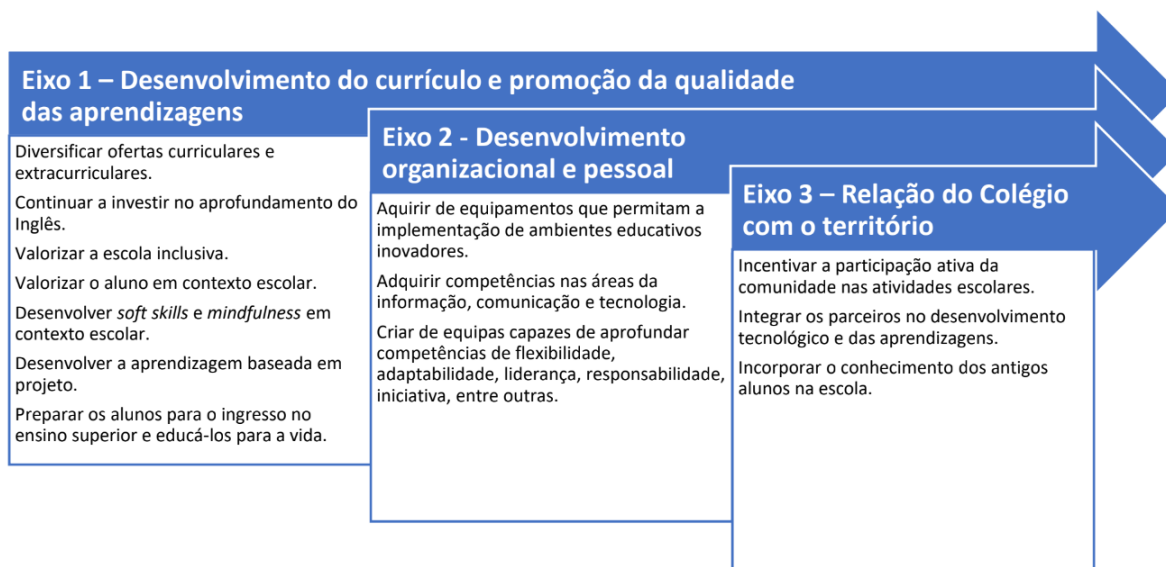 Eixo 1 – Desenvolvimento do currículo e promoção da qualidade
das aprendizagens
Diversificar ofertas curriculares e
extracurriculares.
Continuar a investir no aprofundamento do
Inglês.
Valorizar a escola inclusiva.
Valorizar o aluno em contexto escolar.
Desenvolver soft skills e mindfulness em
contexto escolar.
Desenvolver a aprendizagem baseada em
projeto.
Preparar os alunos para o ingresso no
ensino superior e educá-los para a vida.
Eixo 2 - Desenvolvimento
organizacional e pessoal
Aquirir de equipamentos que permitam a
implementação de ambientes educativos
inovadores.
Adquirir competências nas áreas da
informação, comunicação e tecnologia.
Criar de equipas capazes de aprofundar
competências de flexibilidade,
adaptabilidade, liderança, responsabilidade,
iniciativa, entre outras.
Eixo 3 – Relação do Colégio
com o território
Incentivar a participação ativa da
comunidade nas atividades escolares.
Integrar os parceiros no desenvolvimento
tecnológico e das aprendizagens.
Incorporar o conhecimento dos antigos
alunos na escola.